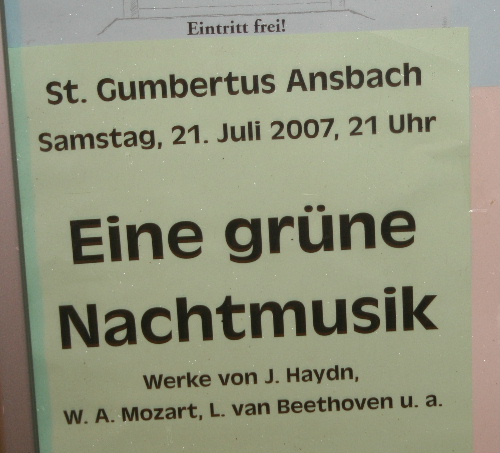 Eintritt frei!
St. Gumbertus Ansbach
Samstag, 21. Juli 2007, 21 Uhr
Eine grüne
Nachtmusik
Werke von J. Haydn,
W. A. Mozart, L. van Beethoven u. a.